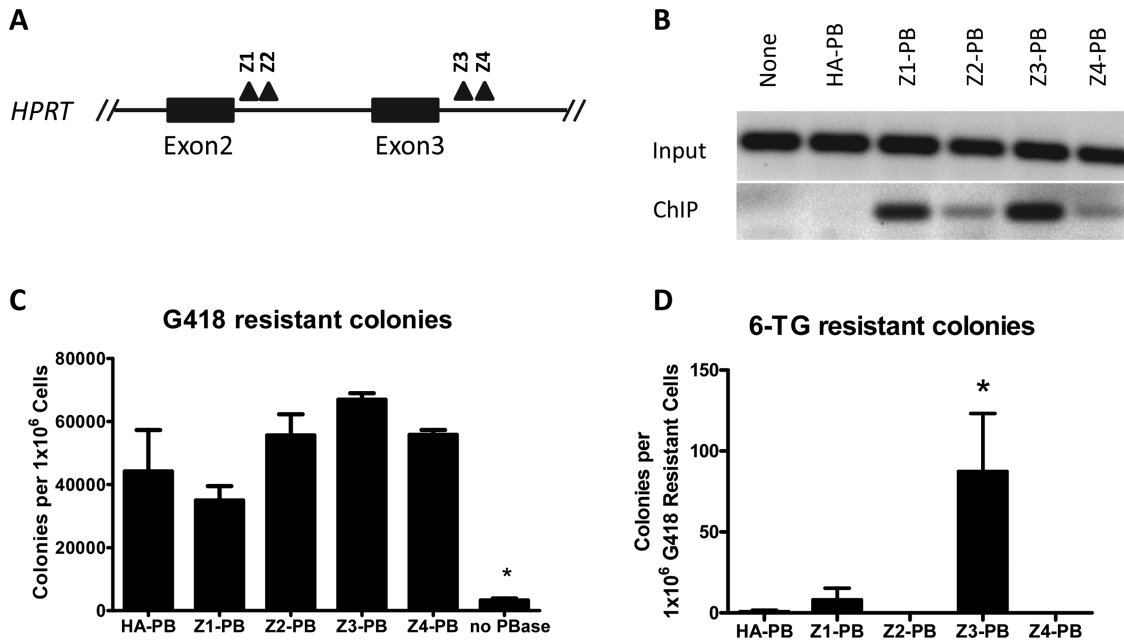 A
Z1 Z2 Z3 Z4
HPRT
Exon2 Exon3
B
None HA-PB Z1-PB Z2-PB Z3-PB Z4-PB
Input
ChIP
C
G418 resistant colonies
Colonies per 1x10⁶ Cells
80000
60000
40000
20000
0
*
HA-PB Z1-PB Z2-PB Z3-PB Z4-PB no PBase
D
6-TG resistant colonies
Colonies per
1x10⁶ G418 Resistant Cells
150
100
50
0
*
HA-PB Z1-PB Z2-PB Z3-PB Z4-PB